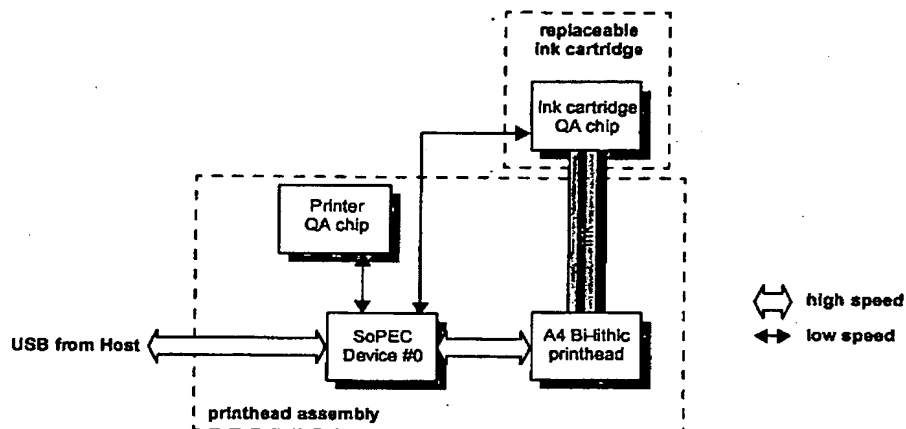 replaceable
ink cartridge
ink cartridge
QA chip
Printer
QA chip
ink
SoPEC
Device #0
A4 Bi-lithic
printhead
USB from Host
high speed
low speed
printhead assembly